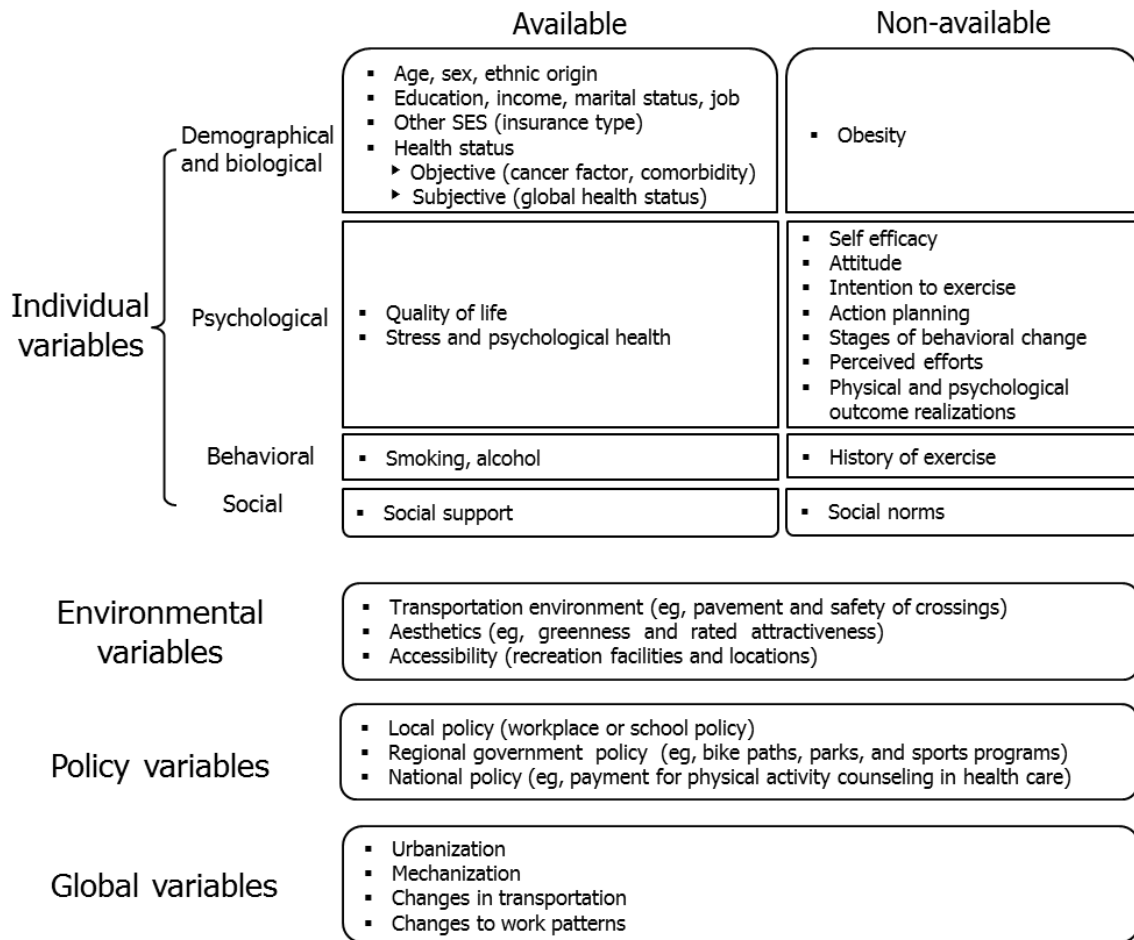 Available
Non-available
Individual
variables
Demographical
and biological
▪ Age, sex, ethnic origin
▪ Education, income, marital status, job
▪ Other SES (insurance type)
▪ Health status
‣ Objective (cancer factor, comorbidity)
‣ Subjective (global health status)
▪ Obesity
Psychological
▪ Quality of life
▪ Stress and psychological health
▪ Self efficacy
▪ Attitude
▪ Intention to exercise
▪ Action planning
▪ Stages of behavioral change
▪ Perceived efforts
▪ Physical and psychological
outcome realizations
Behavioral
▪ Smoking, alcohol
▪ History of exercise
Social
▪ Social support
▪ Social norms
Environmental
variables
▪ Transportation environment (eg, pavement and safety of crossings)
▪ Aesthetics (eg, greenness and rated attractiveness)
▪ Accessibility (recreation facilities and locations)
Policy variables
▪ Local policy (workplace or school policy)
▪ Regional government policy (eg, bike paths, parks, and sports programs)
▪ National policy (eg, payment for physical activity counseling in health care)
Global variables
▪ Urbanization
▪ Mechanization
▪ Changes in transportation
▪ Changes to work patterns